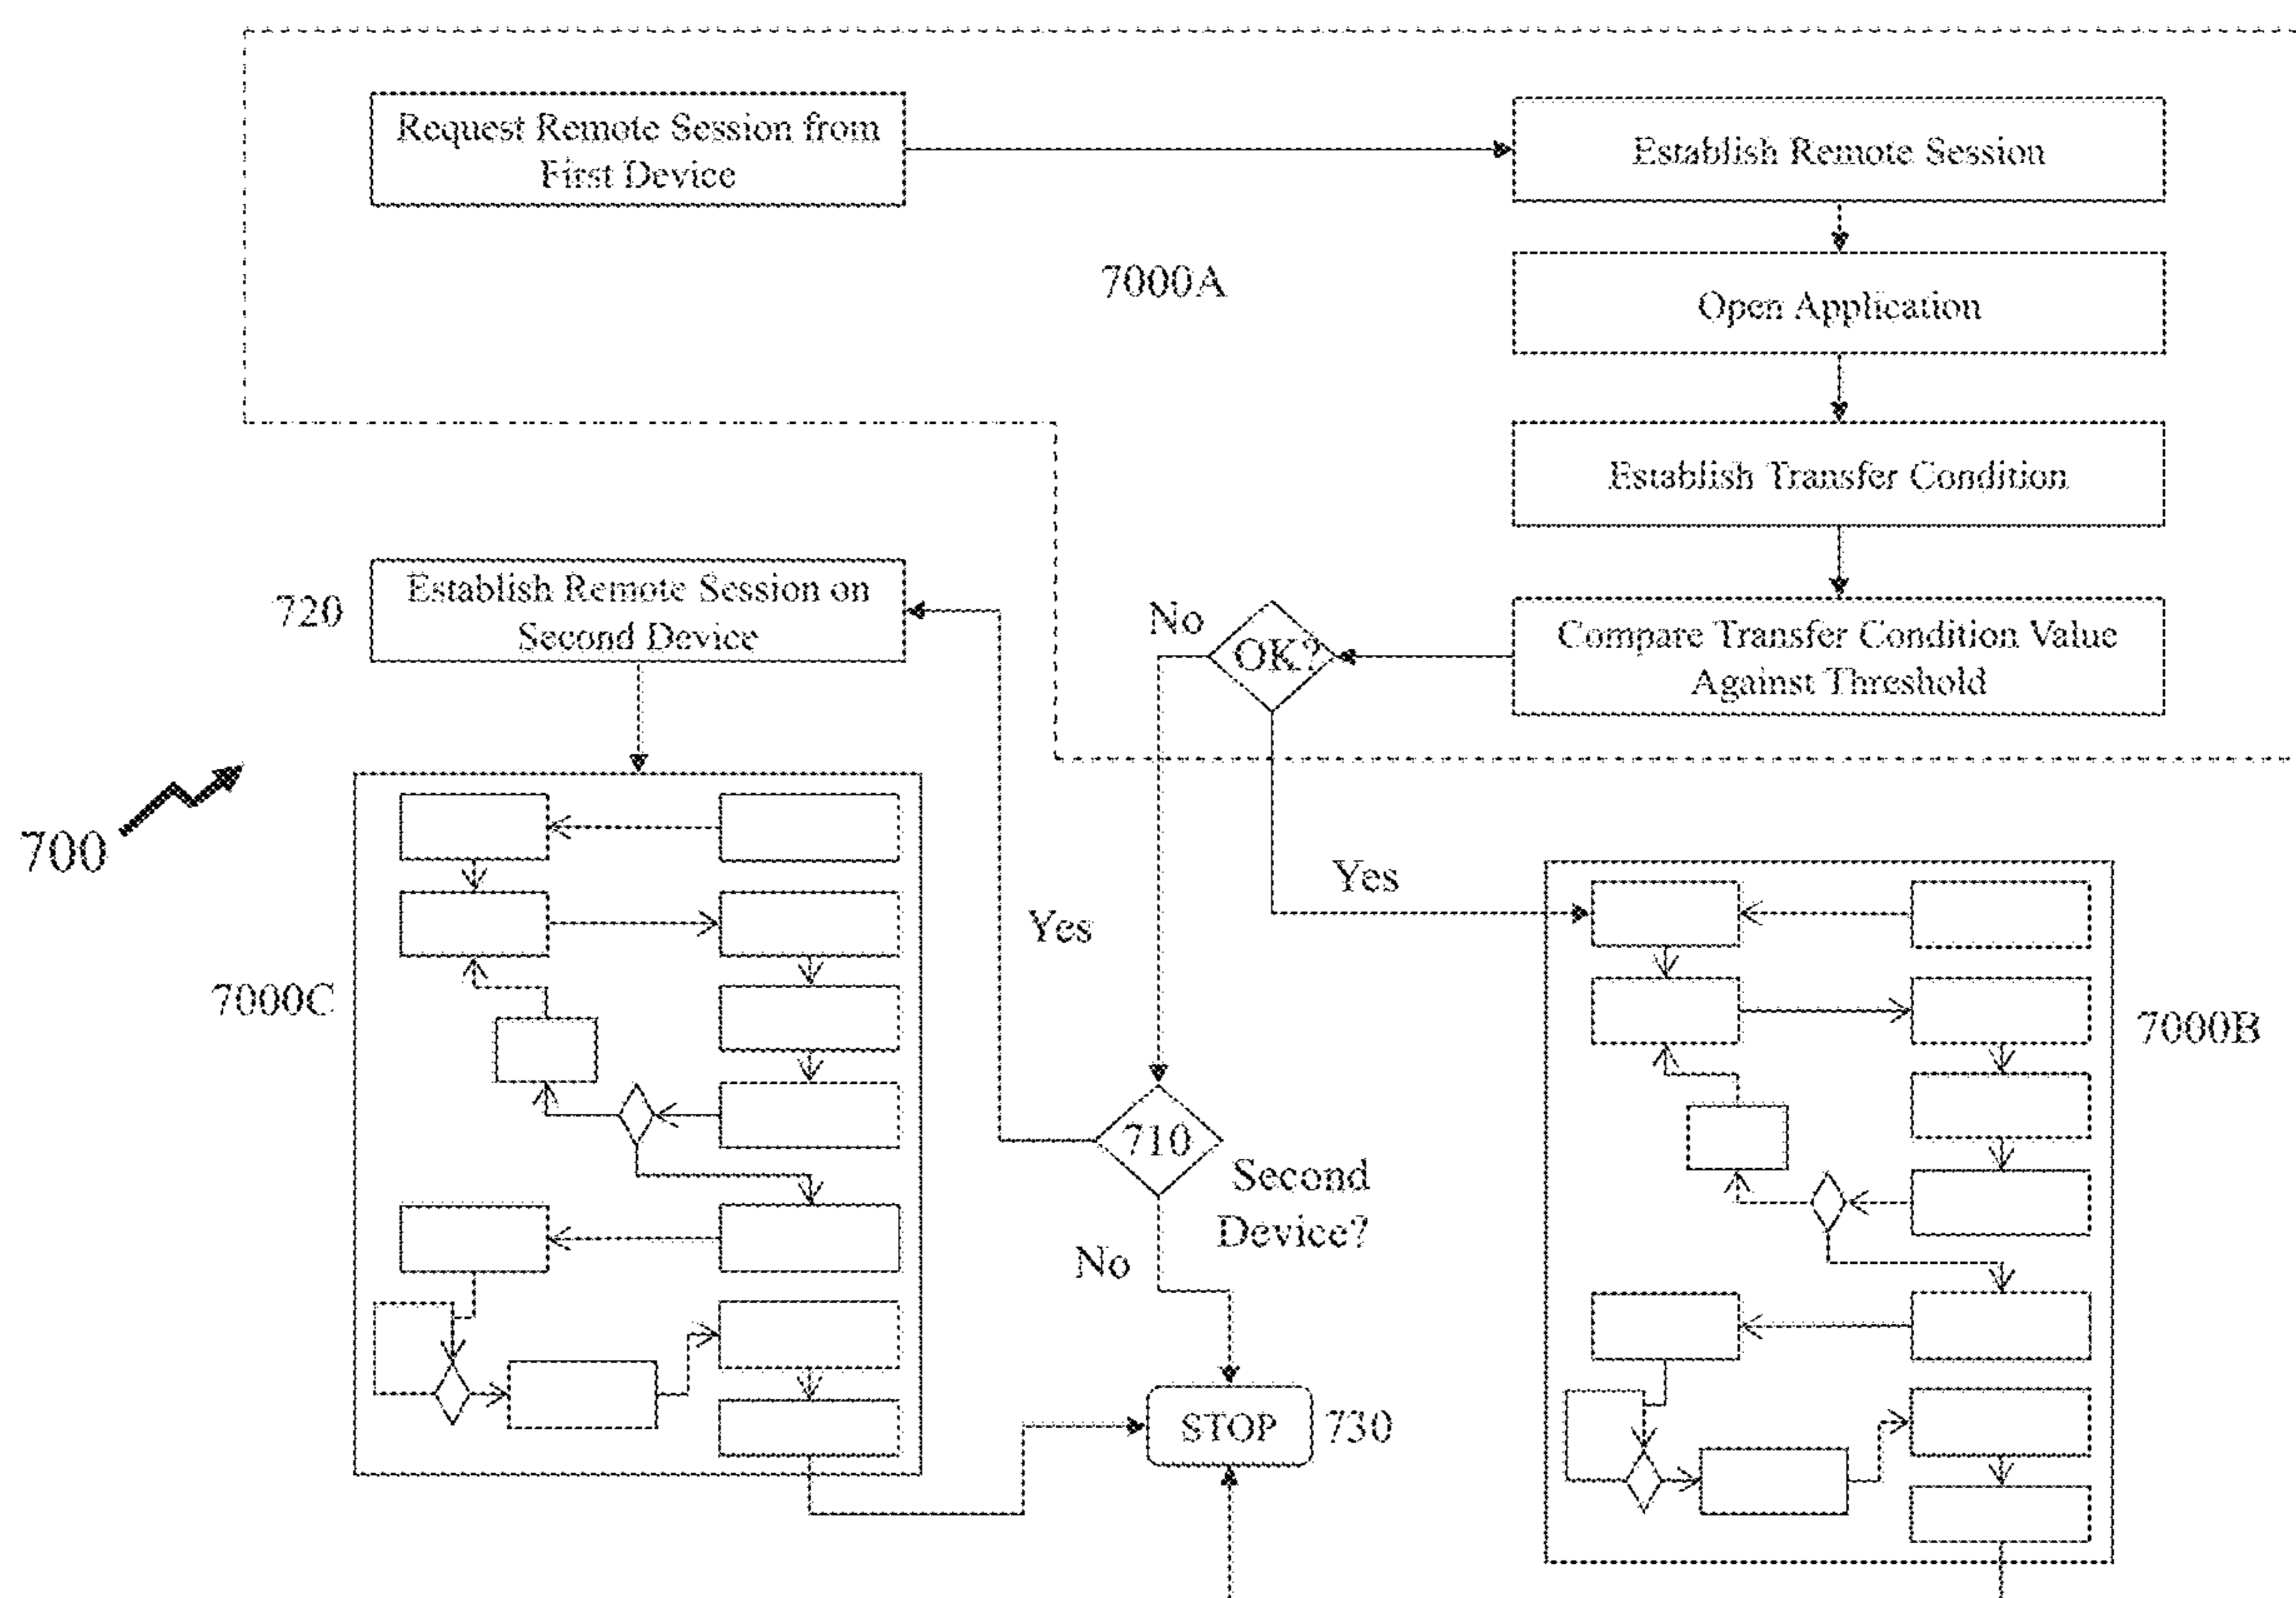 Request Remote Session from
First Device
Establish Remote Session
7000A
Open Application
Establish Transfer Condition
720
Establish Remote Session on
Second Device
No
OK?
Compare Transfer Condition Value
Against Threshold
700
Yes
Yes
7000C
7000B
710
Second
Device?
No
STOP
730